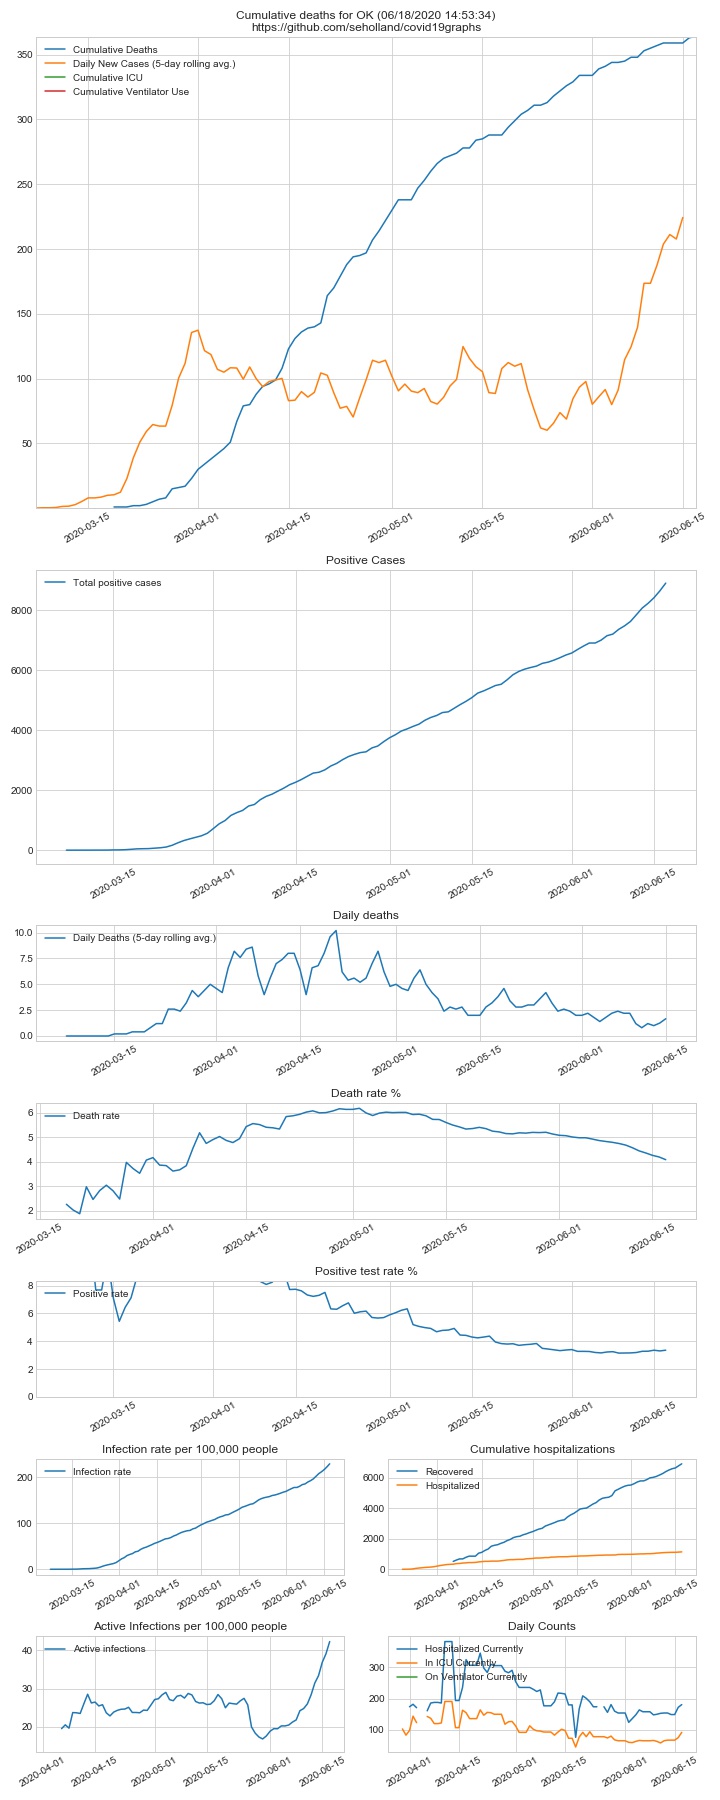 Cumulative deaths for OK (06/18/2020 14:53:34)
https://github.com/seholland/covid19graphs
Cumulative Deaths
Daily New Cases (5-day rolling avg.)
Cumulative ICU
Cumulative Ventilator Use
350
300
250
200
150
100
50
2020-03-15 2020-04-01 2020-04-15 2020-05-01 2020-05-15 2020-06-01 2020-06-15
Positive Cases
Total positive cases
8000
6000
4000
2000
0
2020-03-15 2020-04-01 2020-04-15 2020-05-01 2020-05-15 2020-06-01 2020-06-15
Daily deaths
Daily Deaths (5-day rolling avg.)
10.0
7.5
5.0
2.5
0.0
2020-03-15 2020-04-01 2020-04-15 2020-05-01 2020-05-15 2020-06-01 2020-06-15
Death rate %
Death rate
6
5
4
3
2
2020-03-15 2020-04-01 2020-04-15 2020-05-01 2020-05-15 2020-06-01 2020-06-15
Positive test rate %
Positive rate
8
6
4
2
0
2020-03-15 2020-04-01 2020-04-15 2020-05-01 2020-05-15 2020-06-01 2020-06-15
Infection rate per 100,000 people
Infection rate
200
100
0
2020-03-15 2020-04-01 2020-04-15 2020-05-01 2020-05-15 2020-06-01 2020-06-15
Cumulative hospitalizations
Recovered
Hospitalized
6000
4000
2000
0
2020-04-01 2020-04-15 2020-05-01 2020-05-15 2020-06-01 2020-06-15
Active Infections per 100,000 people
Active infections
40
30
20
2020-04-01 2020-04-15 2020-05-01 2020-05-15 2020-06-01 2020-06-15
Daily Counts
Hospitalized Currently
In ICU Currently
On Ventilator Currently
300
200
100
2020-04-01 2020-04-15 2020-05-01 2020-05-15 2020-06-01 2020-06-15